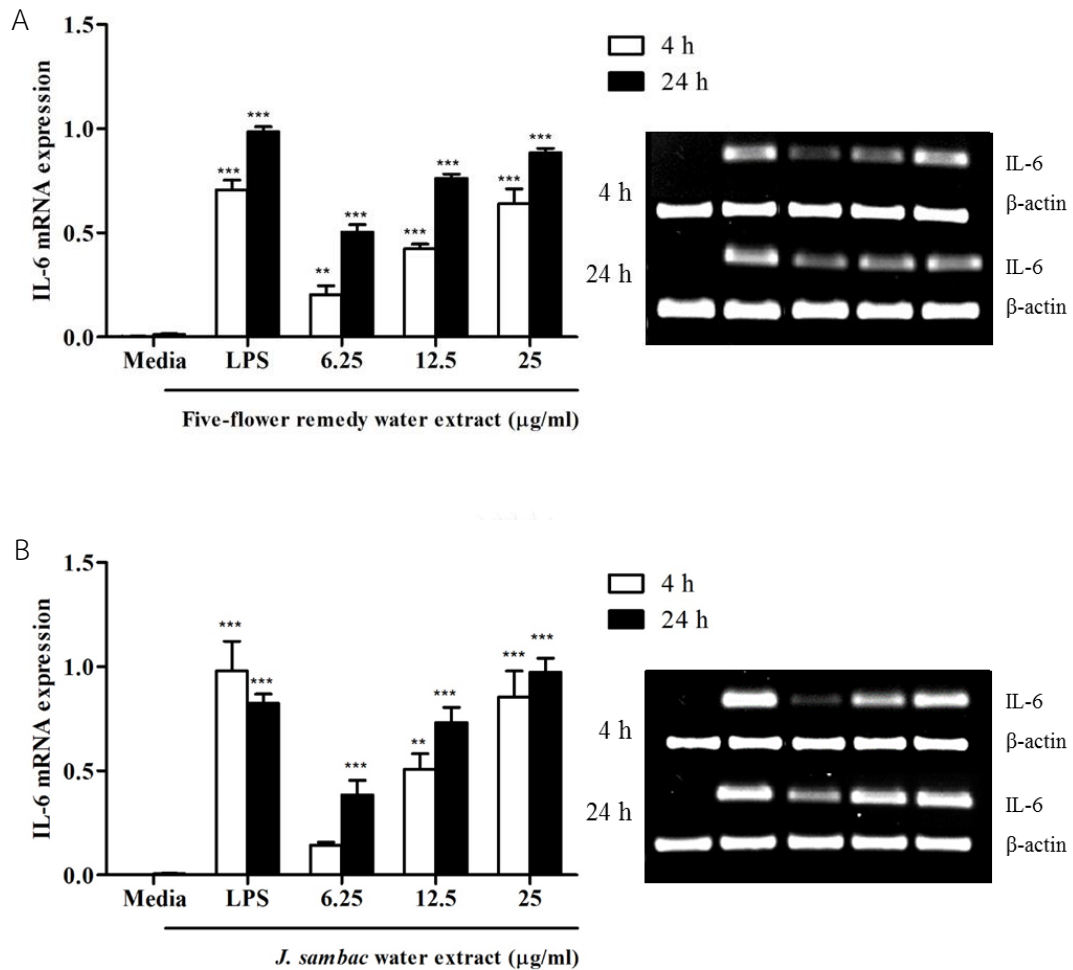 A
IL-6 mRNA expression
1.5
1.0
0.5
0.0
*** *** ** *** *** *** *** ***
Media LPS 6.25 12.5 25
Five-flower remedy water extract (μg/ml)
4 h
24 h
4 h
24 h
IL-6
β-actin
IL-6
β-actin
B
IL-6 mRNA expression
1.5
1.0
0.5
0.0
*** *** *** ** *** *** ***
Media LPS 6.25 12.5 25
J. sambac water extract (μg/ml)
4 h
24 h
4 h
24 h
IL-6
β-actin
IL-6
β-actin